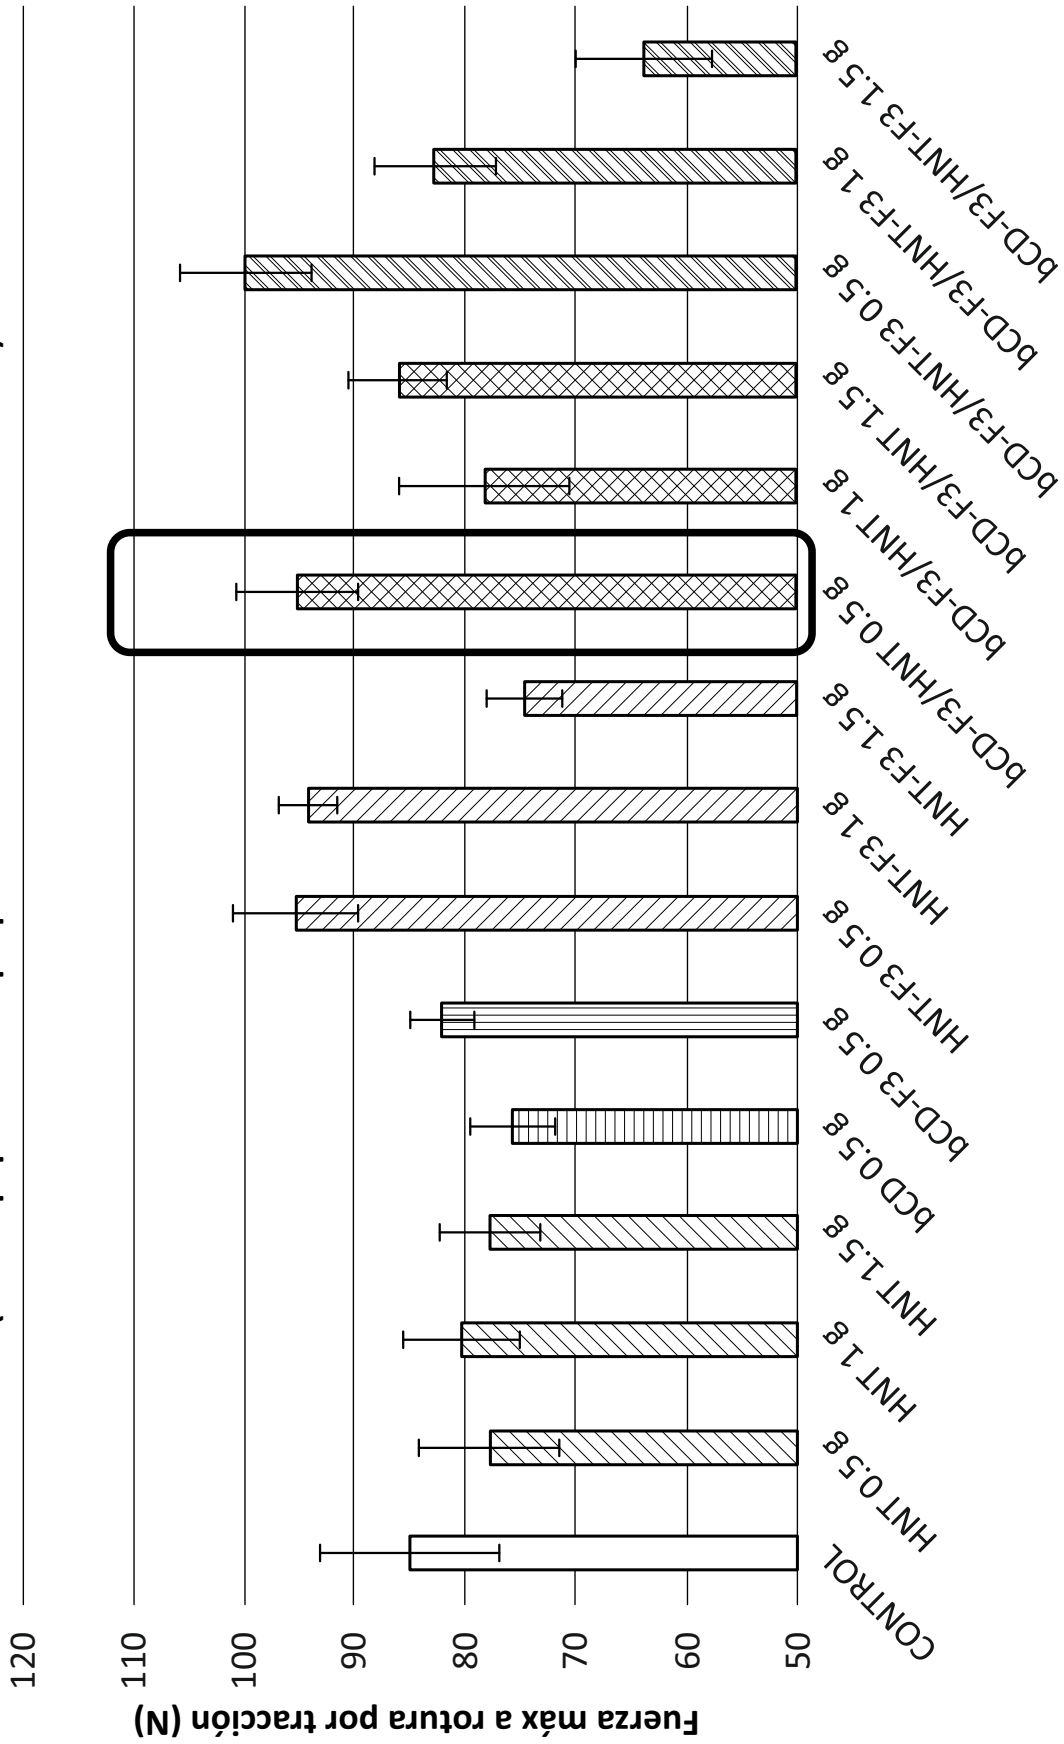 Fuerza máx a rotura por tracción (N)
120
110
100
90
80
70
60
50
CONTROL
HNT 0.5 g
HNT 1 g
HNT 1.5 g
bCD 0.5 g
bCD-F3 0.5 g
HNT-F3 0.5 g
HNT-F3 1 g
HNT-F3 1.5 g
bCD-F3/HNT 0.5 g
bCD-F3/HNT 1 g
bCD-F3/HNT 1.5 g
bCD-F3/HNT-F3 0.5 g
bCD-F3/HNT-F3 1 g
bCD-F3/HNT-F3 1.5 g